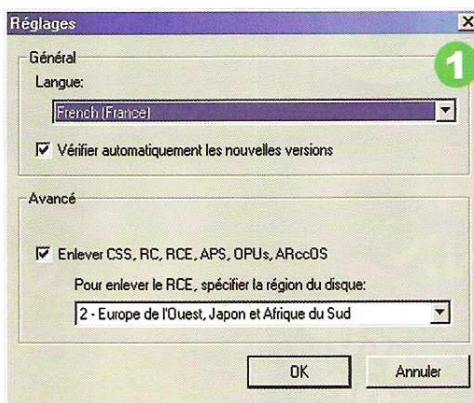 Réglages
1
Général
Langue:
French (France)
Vérifier automatiquement les nouvelles versions
Avancé
Enlever CSS, RC, RCE, APS, OPUs, ARccOS
Pour enlever le RCE, spécifier la région du disque:
2 - Europe de l'Ouest, Japon et Afrique du Sud
OK
Annuler